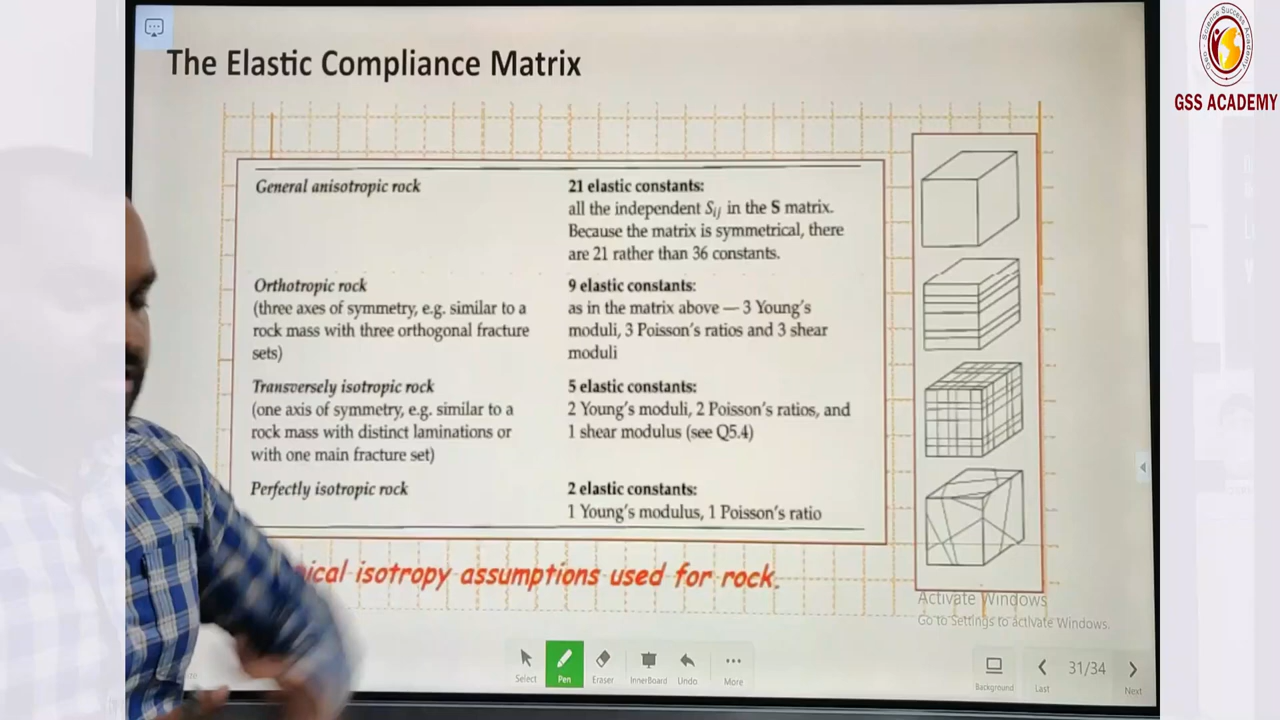 The Elastic Compliance Matrix
GSS ACADEMY
General anisotropic rock
21 elastic constants:
all the independent Sij in the S matrix.
Because the matrix is symmetrical, there
are 21 rather than 36 constants.
Orthotropic rock
(three axes of symmetry, e.g. similar to a
rock mass with three orthogonal fracture
sets)
9 elastic constants:
as in the matrix above — 3 Young's
moduli, 3 Poisson's ratios and 3 shear
moduli
Transversely isotropic rock
(one axis of symmetry, e.g. similar to a
rock mass with distinct laminations or
with one main fracture set)
5 elastic constants:
2 Young's moduli, 2 Poisson's ratios, and
1 shear modulus (see Q5.4)
Perfectly isotropic rock
2 elastic constants:
1 Young's modulus, 1 Poisson's ratio
isotropy assumptions used for rock.
Activate Windows
Go to Settings to activate Windows.
Select
Pen
Eraser
InnerBoard
Undo
More
Background
Last
31/34
Next